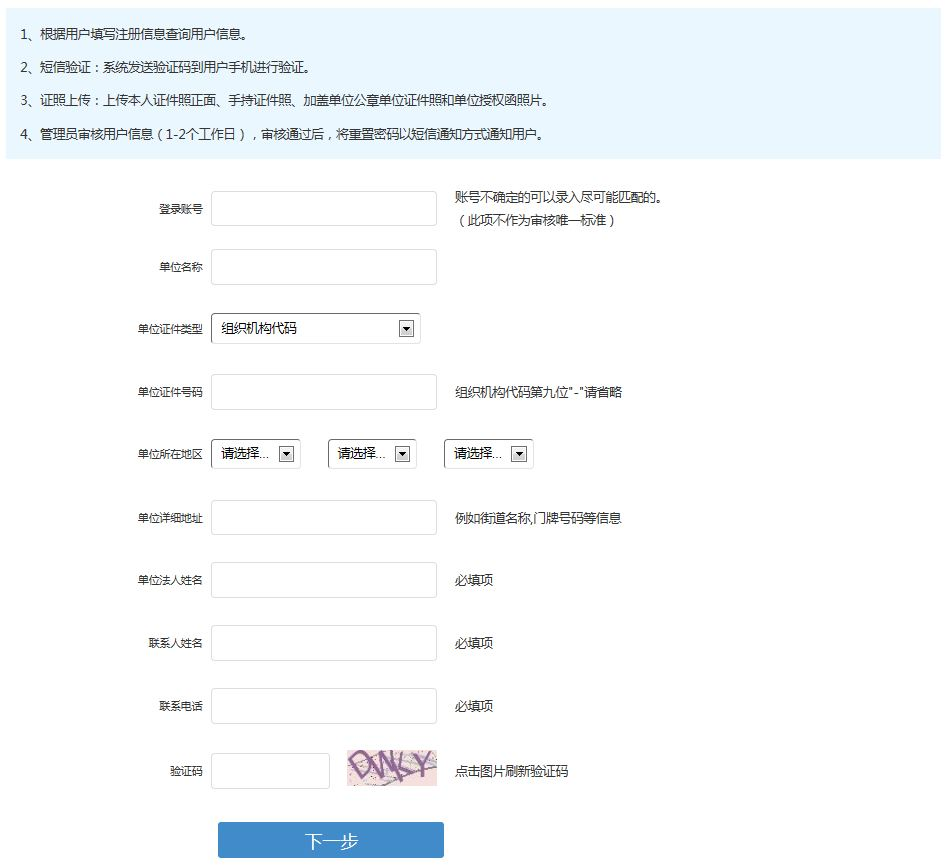 1、根据用户填写注册信息查询用户信息。
2、短信验证：系统发送验证码到用户手机进行验证。
3、证照上传：上传本人证件照正面、手持证件照、加盖单位公章单位证件照和单位授权函照片。
4、管理员审核用户信息（1-2个工作日），审核通过后，将重置密码以短信通知方式通知用户。
登录账号
账号不确定的可以录入尽可能匹配的。
（此项不作为审核唯一标准）
单位名称
单位证件类型 组织机构代码
单位证件号码 组织机构代码第九位"-"请省略
单位所在地区 请选择... 请选择... 请选择...
单位详细地址 例如街道名称,门牌号码等信息
单位法人姓名 必填项
联系人姓名 必填项
联系电话 必填项
验证码 DWKY 点击图片刷新验证码
下一步